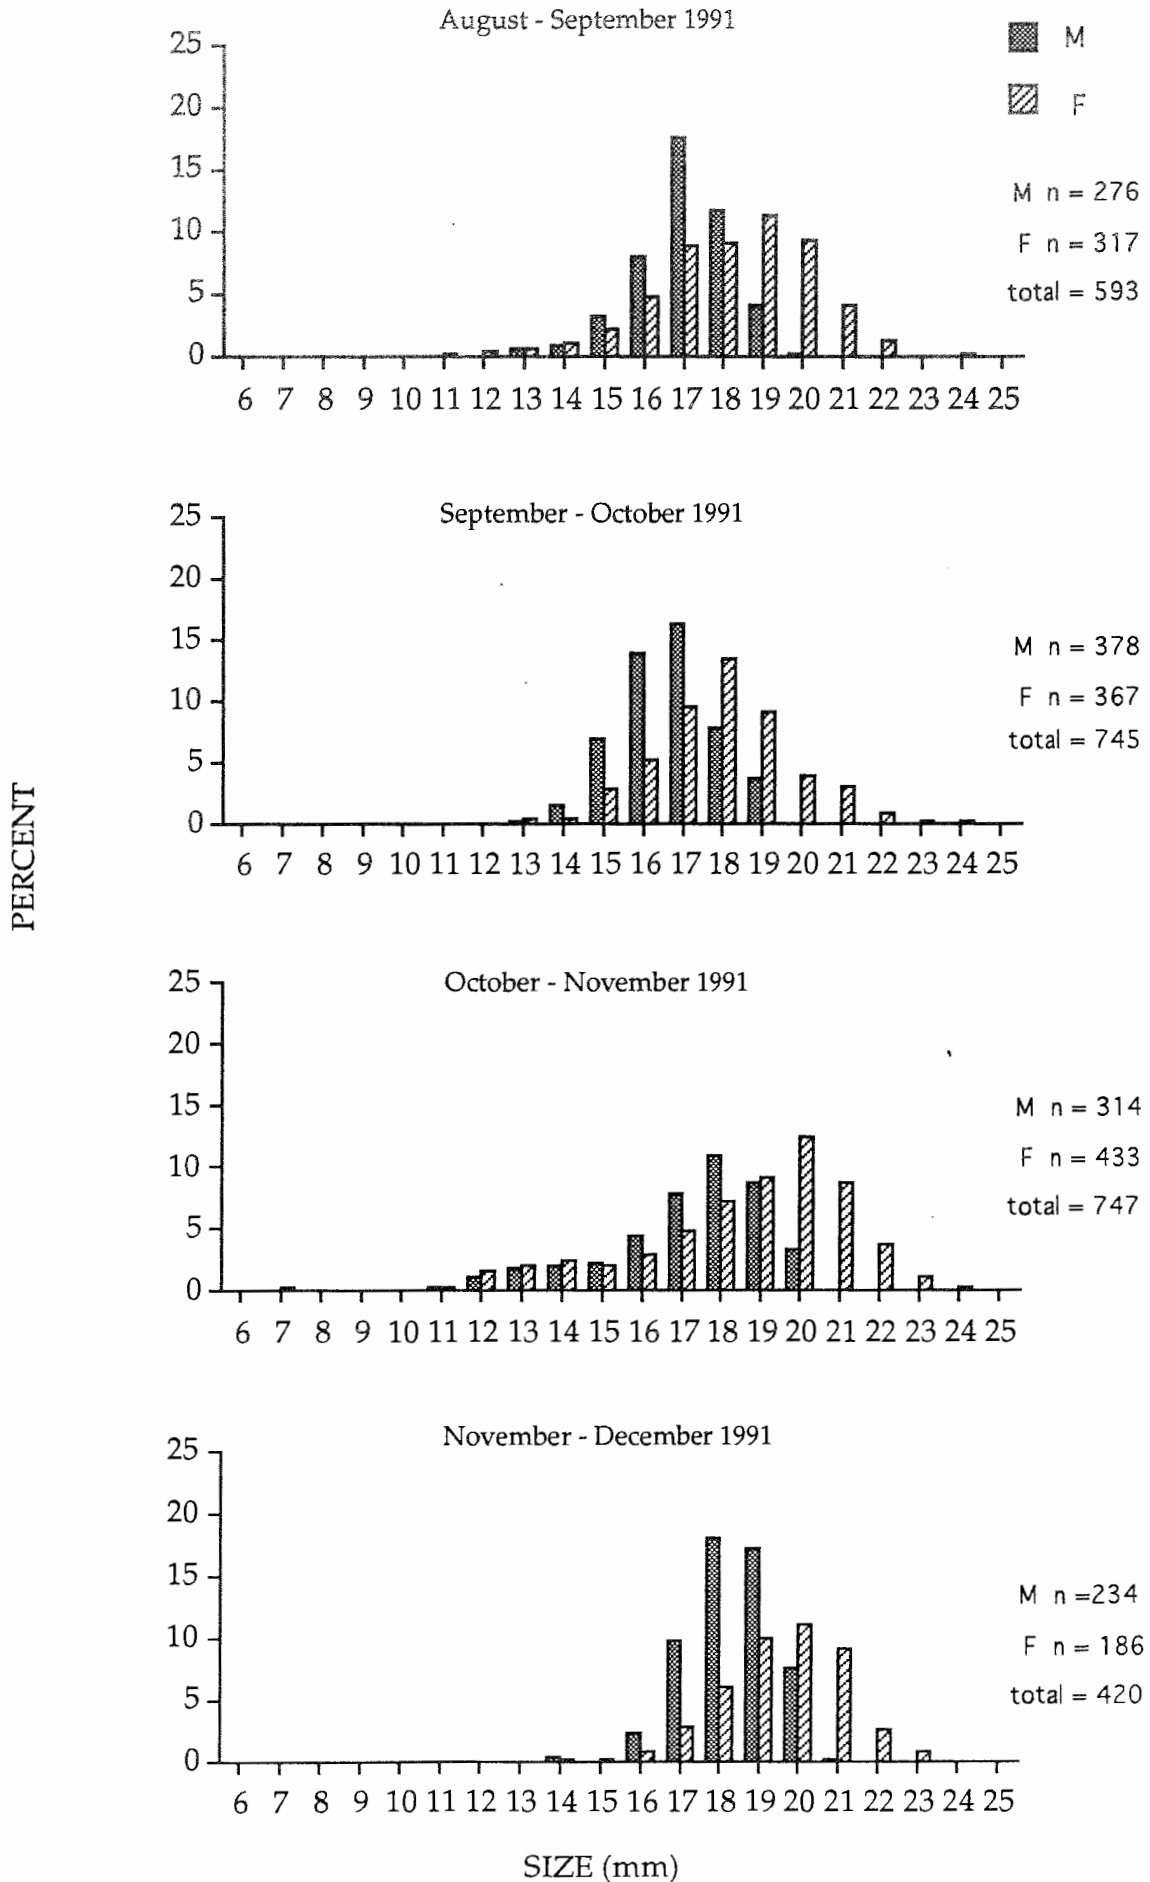 August - September 1991
M
F
25
20
15
10
5
0
M n = 276
F n = 317
total = 593
6 7 8 9 10 11 12 13 14 15 16 17 18 19 20 21 22 23 24 25
September - October 1991
25
20
15
10
5
0
M n = 378
F n = 367
total = 745
6 7 8 9 10 11 12 13 14 15 16 17 18 19 20 21 22 23 24 25
PERCENT
October - November 1991
25
20
15
10
5
0
M n = 314
F n = 433
total = 747
6 7 8 9 10 11 12 13 14 15 16 17 18 19 20 21 22 23 24 25
November - December 1991
25
20
15
10
5
0
M n =234
F n = 186
total = 420
6 7 8 9 10 11 12 13 14 15 16 17 18 19 20 21 22 23 24 25
SIZE (mm)